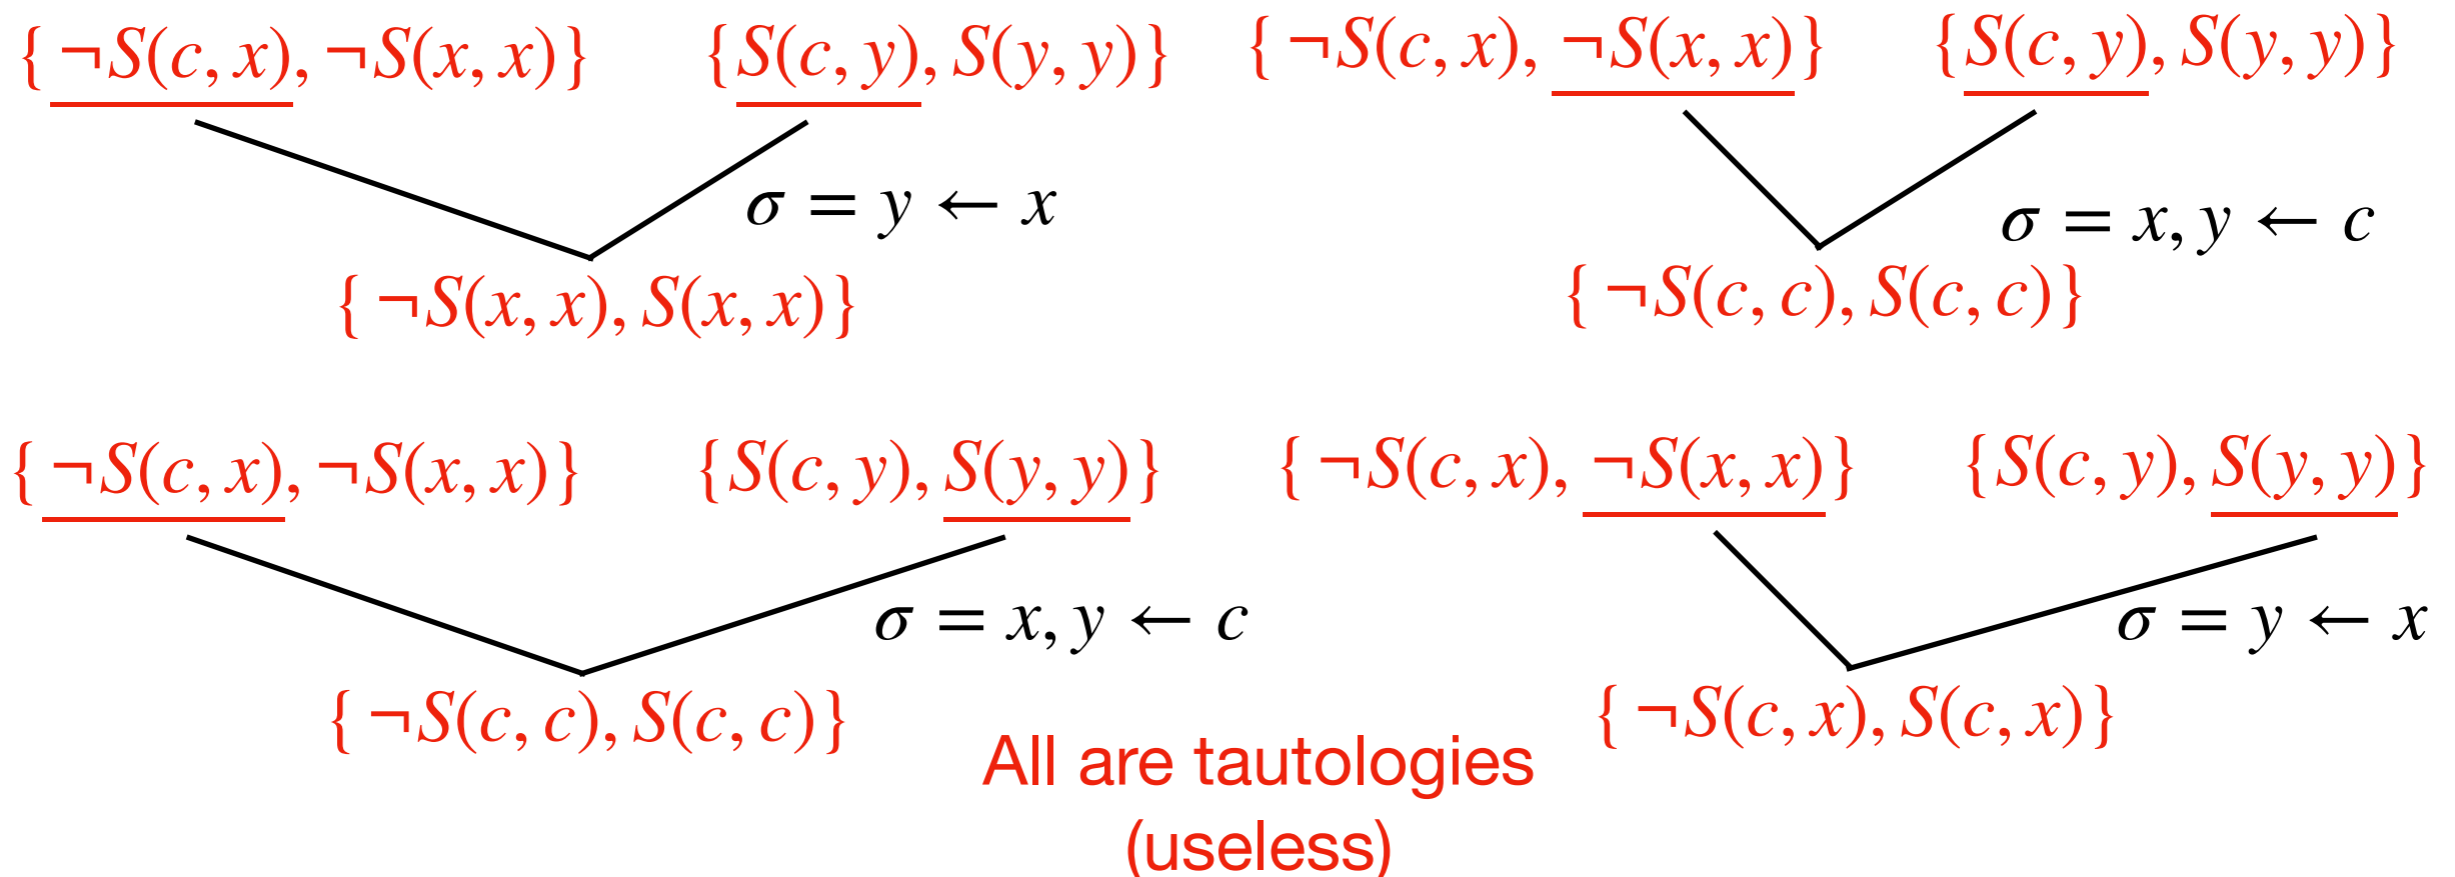 {¬S(c, x), ¬S(x, x)} {S(c, y), S(y, y)} {¬S(c, x), ¬S(x, x)} {S(c, y), S(y, y)}
σ = y ← x
σ = x, y ← c
{¬S(x, x), S(x, x)}
{¬S(c, c), S(c, c)}
{¬S(c, x), ¬S(x, x)} {S(c, y), S(y, y)} {¬S(c, x), ¬S(x, x)} {S(c, y), S(y, y)}
σ = x, y ← c
σ = y ← x
{¬S(c, c), S(c, c)}
{¬S(c, x), S(c, x)}
All are tautologies
(useless)